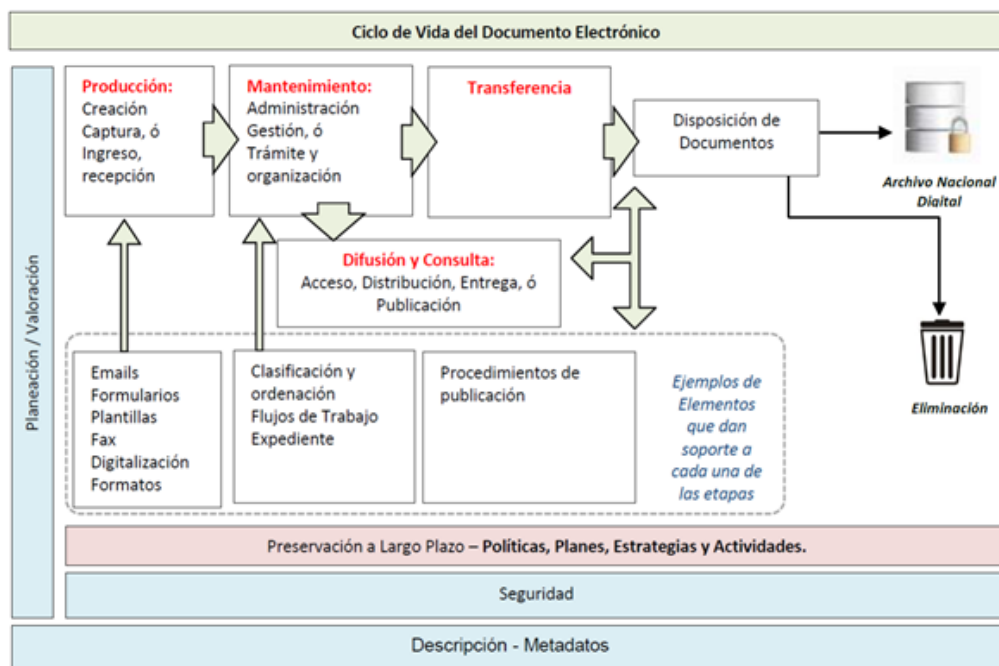 Ciclo de Vida del Documento Electrónico
Planeación / Valoración
Producción:
Creación
Captura, ó
Ingreso,
recepción
Mantenimiento:
Administración
Gestión, ó
Trámite y
organización
Transferencia
Disposición de
Documentos
Archivo Nacional
Digital
Difusión y Consulta:
Acceso, Distribución, Entrega, ó
Publicación
Emails
Formularios
Plantillas
Fax
Digitalización
Formatos
Clasificación y
ordenación
Flujos de Trabajo
Expediente
Procedimientos de
publicación
Ejemplos de
Elementos
que dan
soporte a
cada una de
las etapas
Eliminación
Preservación a Largo Plazo – Políticas, Planes, Estrategias y Actividades.
Seguridad
Descripción - Metadatos